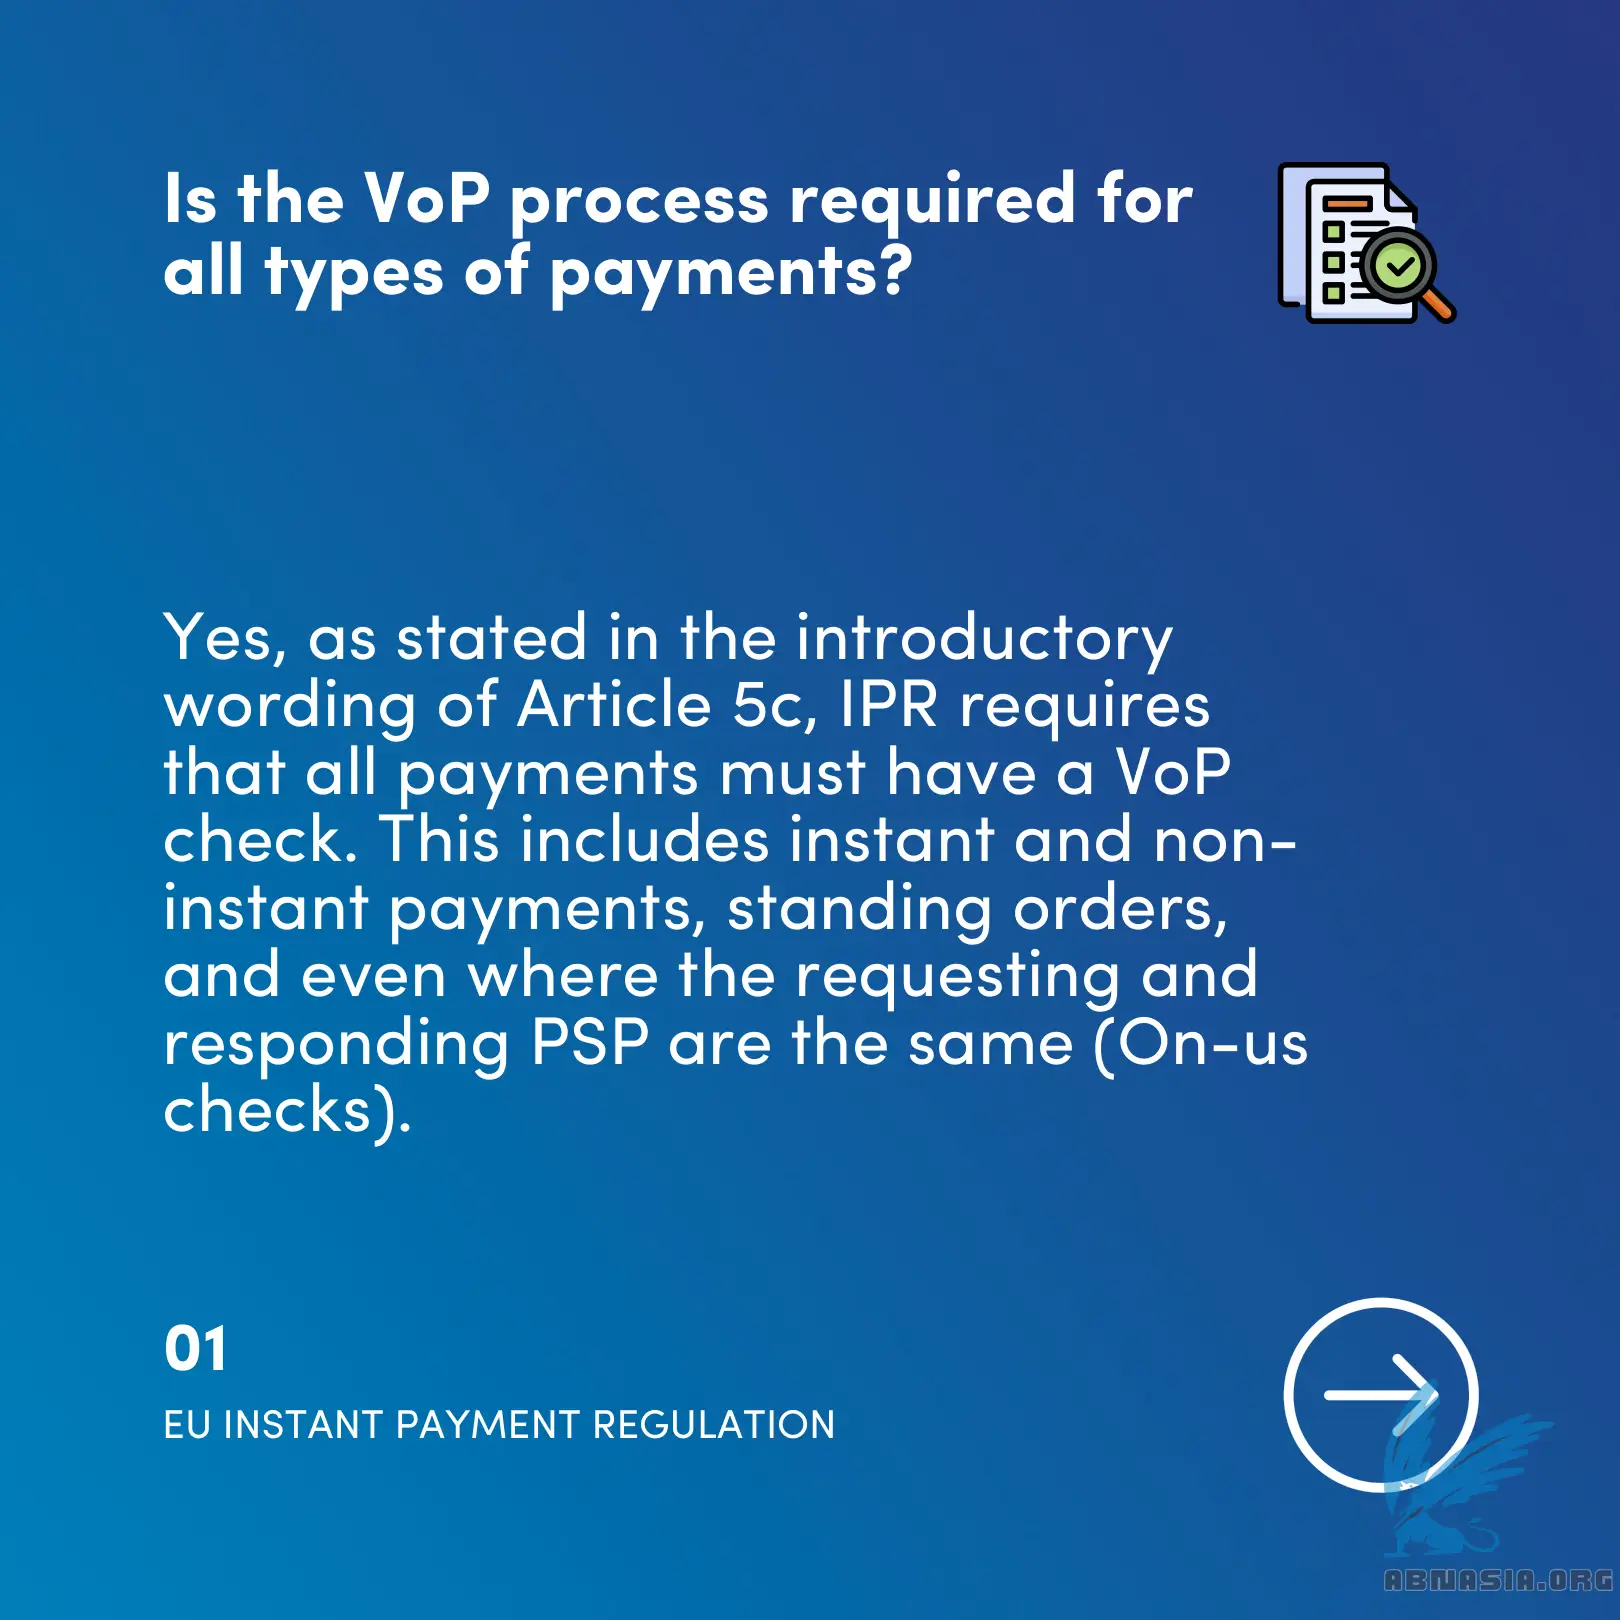 Is the VoP process required for
all types of payments?
Yes, as stated in the introductory
wording of Article 5c, IPR requires
that all payments must have a VoP
check. This includes instant and non-
instant payments, standing orders,
and even where the requesting and
responding PSP are the same (On-us
checks).
01
EU INSTANT PAYMENT REGULATION
ABNASIA.ORG